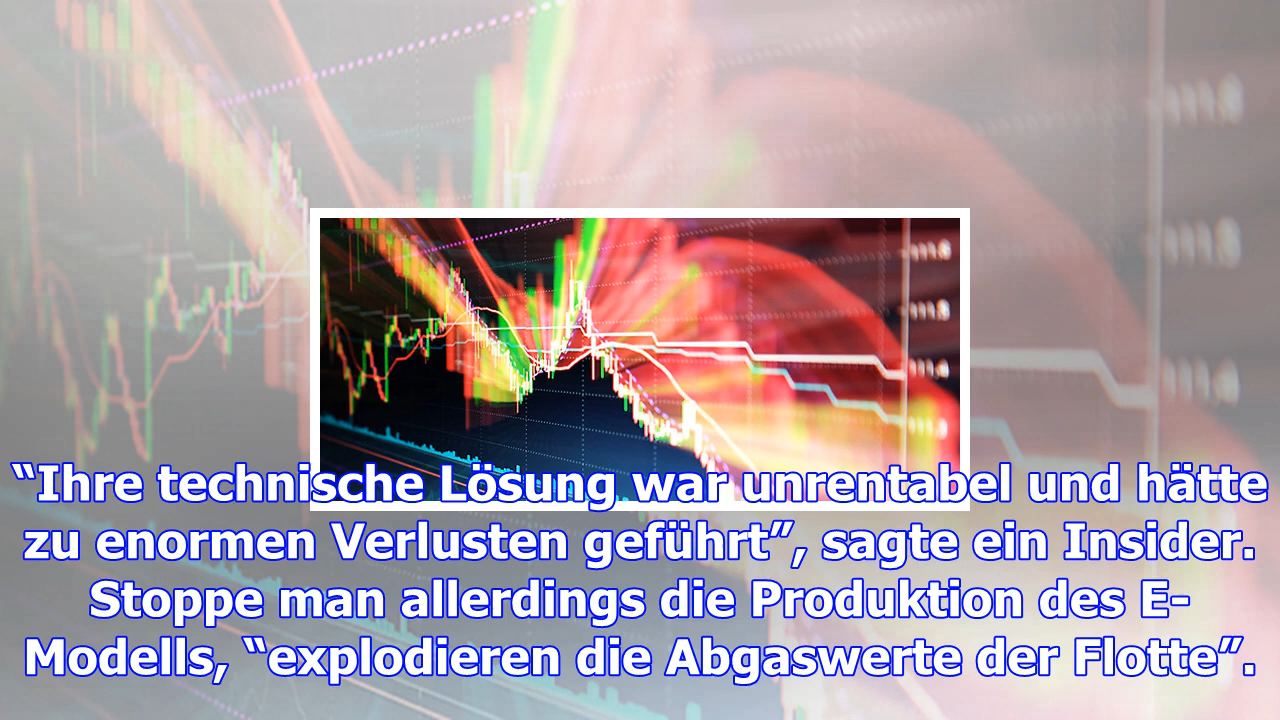 “Ihre technische Lösung war unrentabel und hätte
zu enormen Verlusten geführt”, sagte ein Insider.
Stoppe man allerdings die Produktion des E-
Modells, “explodieren die Abgaswerte der Flotte”.